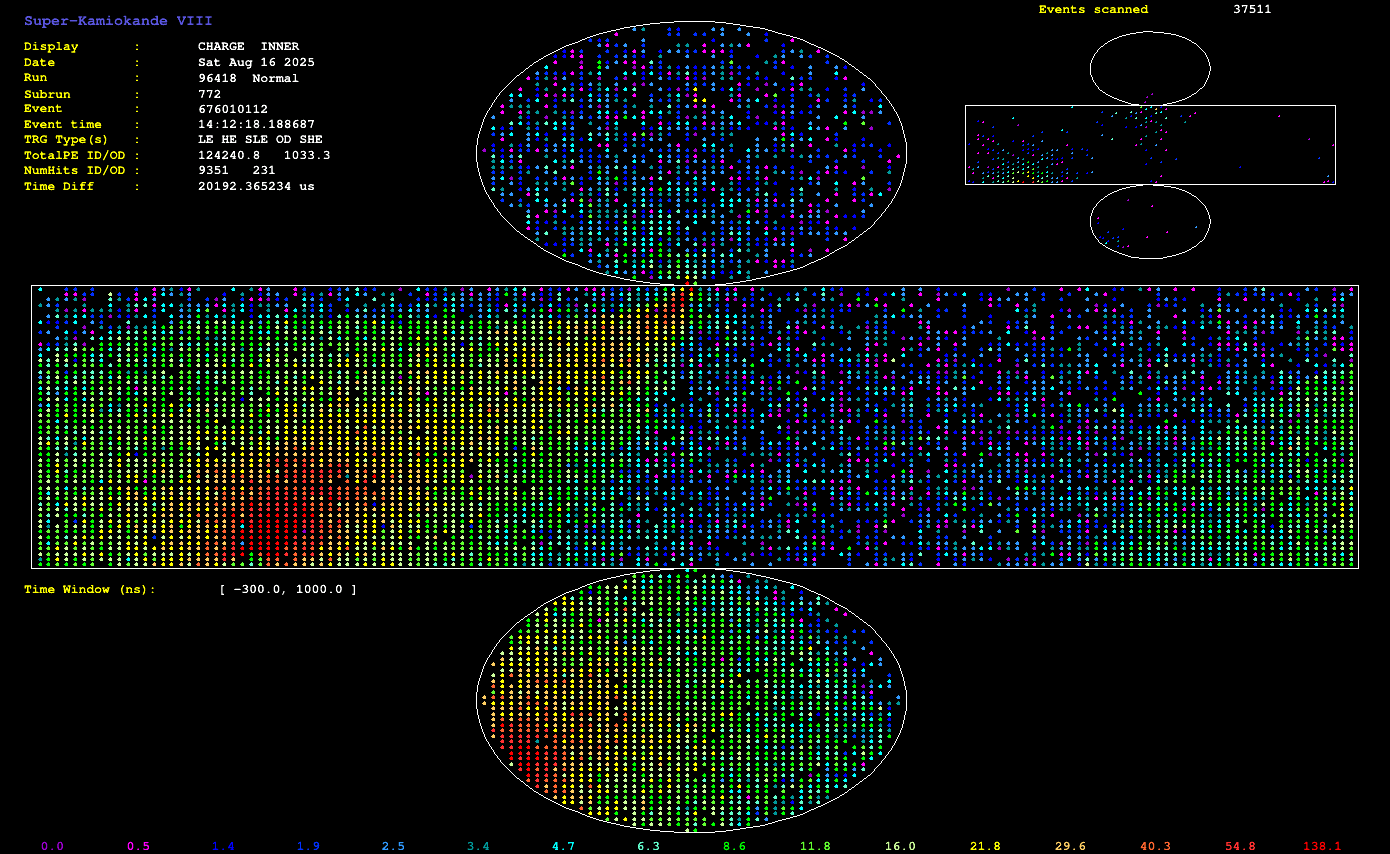 Super-Kamiokande VIII
Events scanned 37511
Display : CHARGE INNER
Date : Sat Aug 16 2025
Run : 96418 Normal
Subrun : 772
Event : 676010112
Event time : 14:12:18.188687
TRG Type(s) : LE HE SLE OD SHE
TotalPE ID/OD : 124240.8 1033.3
NumHits ID/OD : 9351 231
Time Diff : 20192.365234 us
Time Window (ns): [ -300.0, 1000.0 ]
0.0 0.5 1.4 1.9 2.5 3.4 4.7 6.3 8.6 11.8 16.0 21.8 29.6 40.3 54.8 138.1